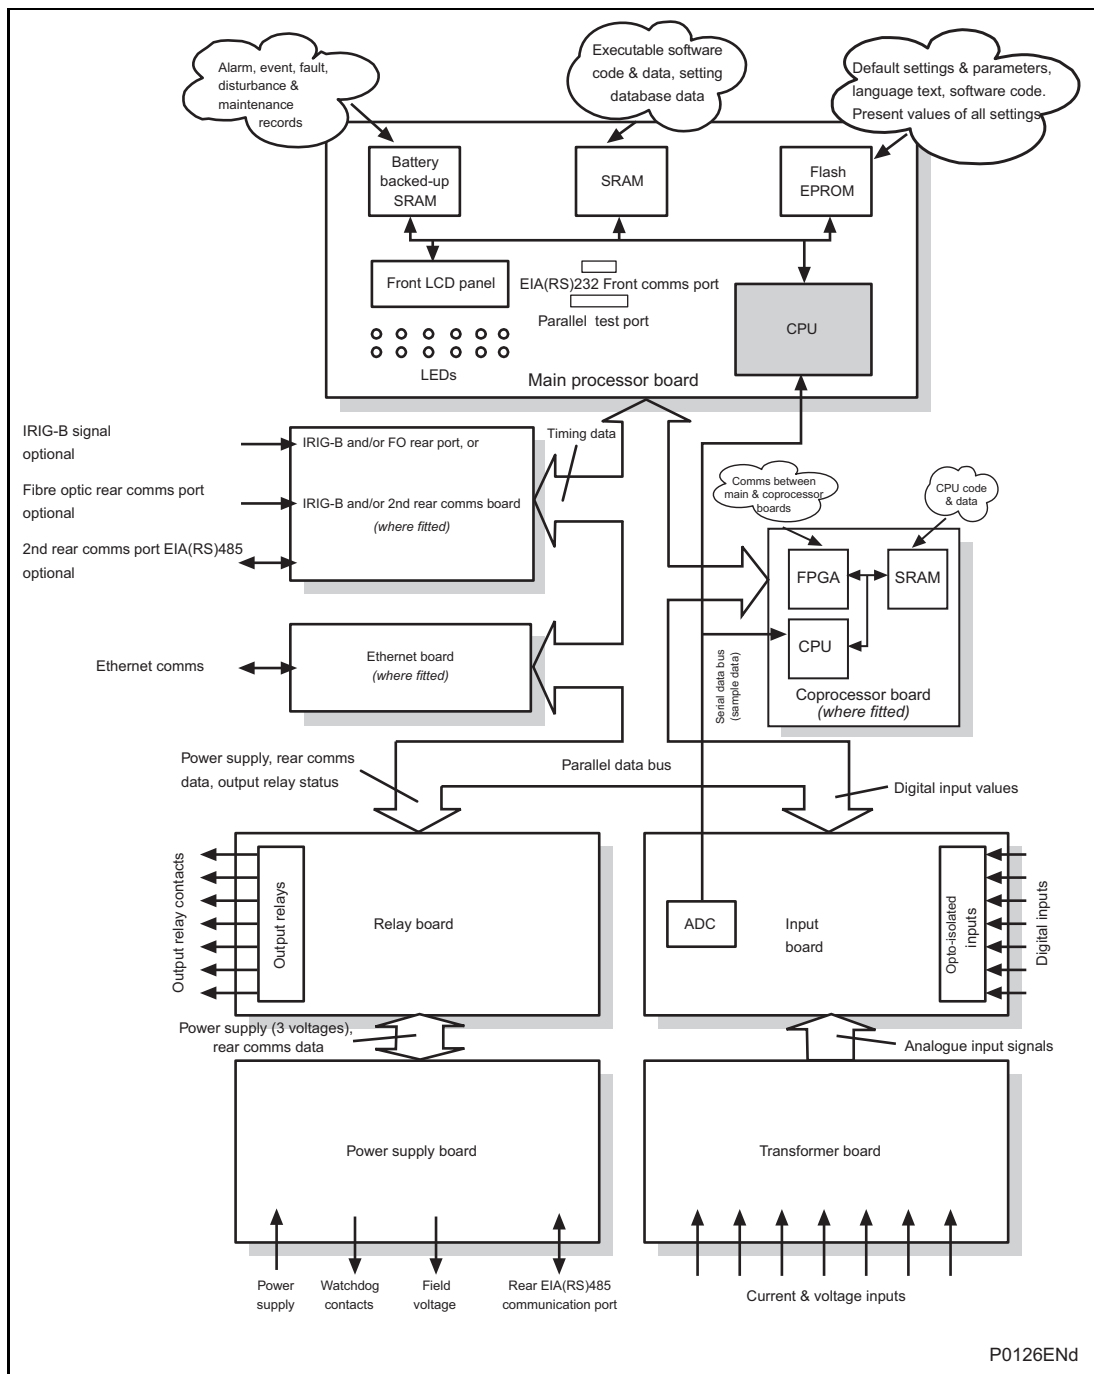 Alarm, event, fault,
disturbance &
maintenance
records
Executable software
code & data, setting
database data
Default settings & parameters,
language text, software code.
Present values of all settings
Battery
backed-up
SRAM
SRAM
Flash
EPROM
Front LCD panel
EIA(RS)232 Front comms port
Parallel test port
CPU
LEDs
Main processor board
IRIG-B signal
optional
Fibre optic rear comms port
optional
2nd rear comms port EIA(RS)485
optional
IRIG-B and/or FO rear port, or
IRIG-B and/or 2nd rear comms board
(where fitted)
Timing data
Comms between
main & coprocessor
boards
CPU code
& data
FPGA
SRAM
CPU
Coprocessor board
(where fitted)
Serial data bus
(sample data)
Ethernet comms
Ethernet board
(where fitted)
Power supply, rear comms
data, output relay status
Parallel data bus
Digital input values
Output relay contacts
Output relays
Relay board
ADC
Input
board
Opto-isolated
inputs
Digital inputs
Power supply (3 voltages),
rear comms data
Analogue input signals
Power supply board
Transformer board
Power
supply
Watchdog
contacts
Field
voltage
Rear EIA(RS)485
communication port
Current & voltage inputs
P0126ENd